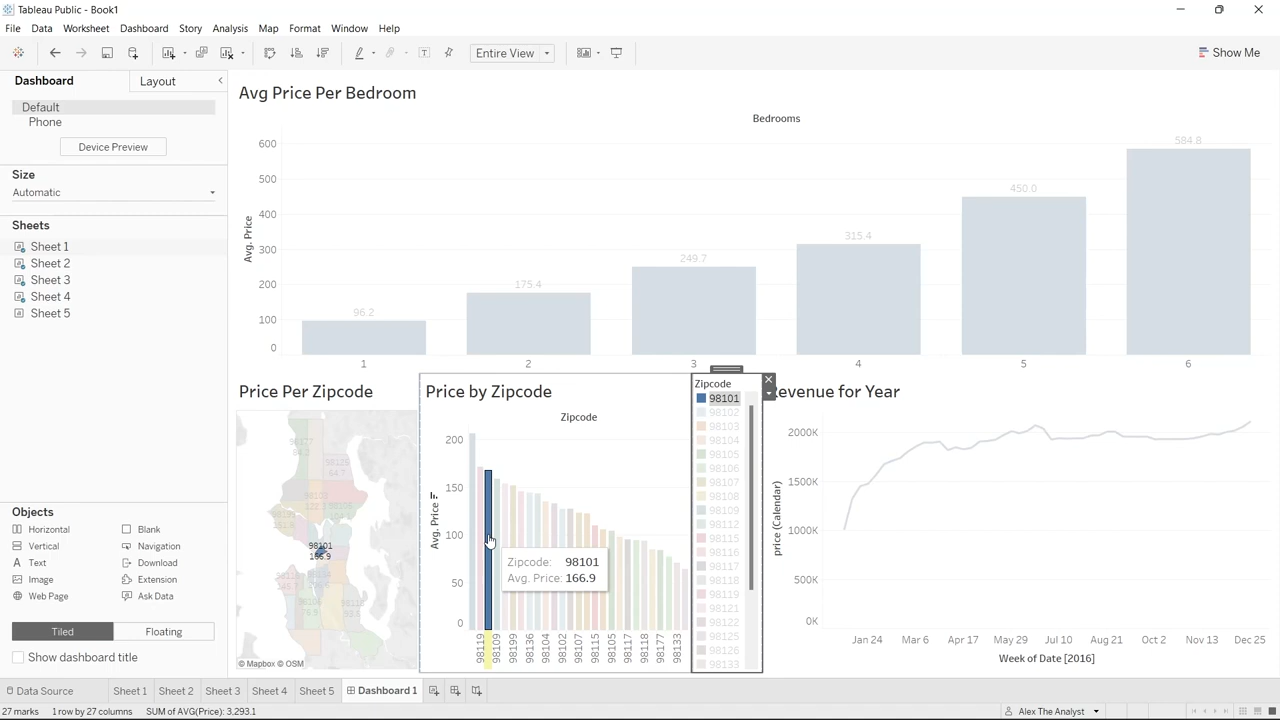 Tableau Public - Book1
File Data Worksheet Dashboard Story Analysis Map Format Window Help
Entire View
Show Me
Dashboard
Layout
Default
Phone
Device Preview
Size
Automatic
Sheets
Sheet 1
Sheet 2
Sheet 3
Sheet 4
Sheet 5
Objects
Horizontal Blank
Vertical Navigation
Text Download
Image Extension
Web Page Ask Data
Tiled Floating
Show dashboard title
Avg Price Per Bedroom
Bedrooms
Avg. Price
600
500
400
300
200
100
0
96.2
175.4
249.7
315.4
450.0
584.8
1 2 3 4 5 6
Price Per Zipcode
98101
166.9
© Mapbox © OSM
Price by Zipcode
Zipcode
Avg. Price
200
150
100
50
0
Zipcode: 98101
Avg. Price: 166.9
98119
98109
98199
98136
98104
98102
98107
98115
98105
98117
98118
98177
98133
Zipcode
98101
98102
98103
98104
98105
98106
98107
98108
98109
98112
98115
98116
98117
98118
98119
98121
98122
98125
98126
98133
Revenue for Year
price (Calendar)
2000K
1500K
1000K
500K
0K
Jan 24 Mar 6 Apr 17 May 29 Jul 10 Aug 21 Oct 2 Nov 13 Dec 25
Week of Date [2016]
Data Source Sheet 1 Sheet 2 Sheet 3 Sheet 4 Sheet 5 Dashboard 1
27 marks 1 row by 27 columns SUM of AVG(Price): 3,293.1
Alex The Analyst